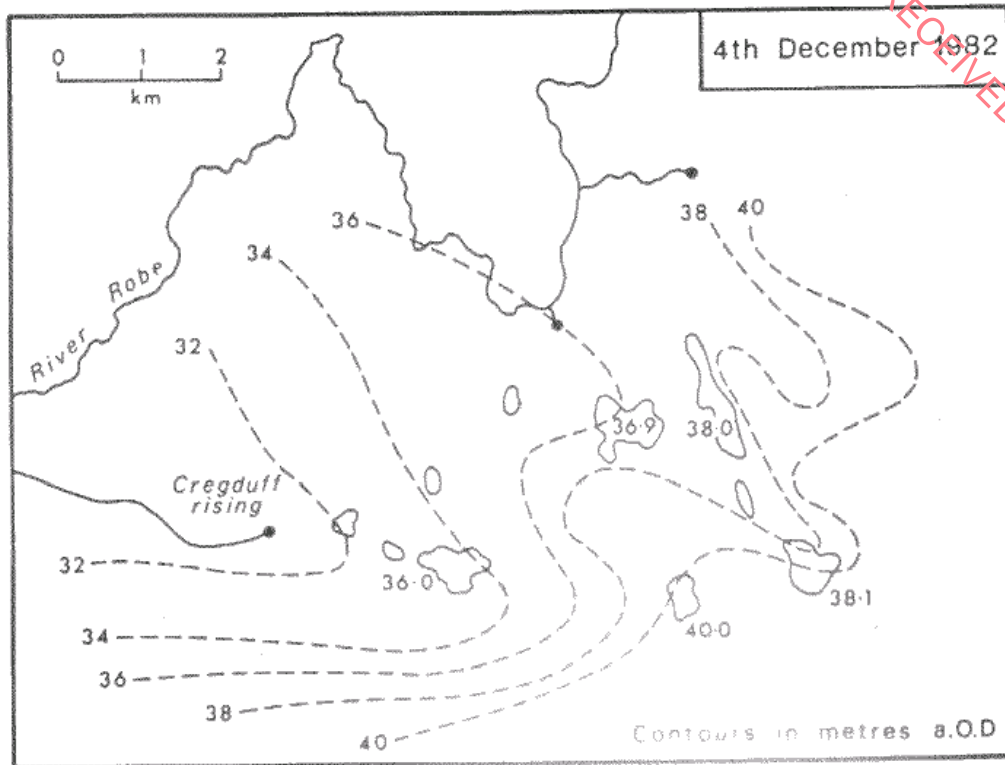 RECEIVED
4th December 1982
0 1 2
km
38 40
36
34
River Robe
32
36.9
38.0
Cregduff
rising
32
36.0
38.1
40.0
34
36
38
40
Contours in metres a.O.D